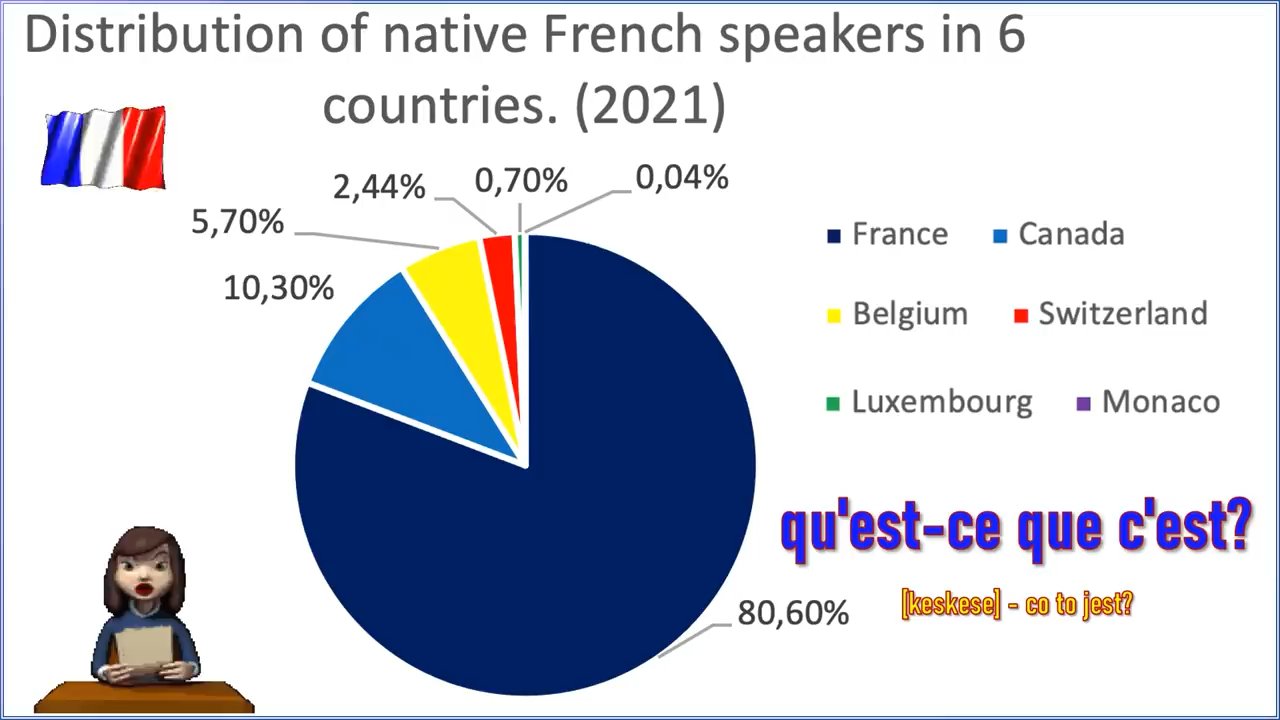 Distribution of native French speakers in 6
countries. (2021)
2,44%
0,70%
0,04%
5,70%
10,30%
80,60%
France
Canada
Belgium
Switzerland
Luxembourg
Monaco
qu'est-ce que c'est?
[keskese] - co to jest?